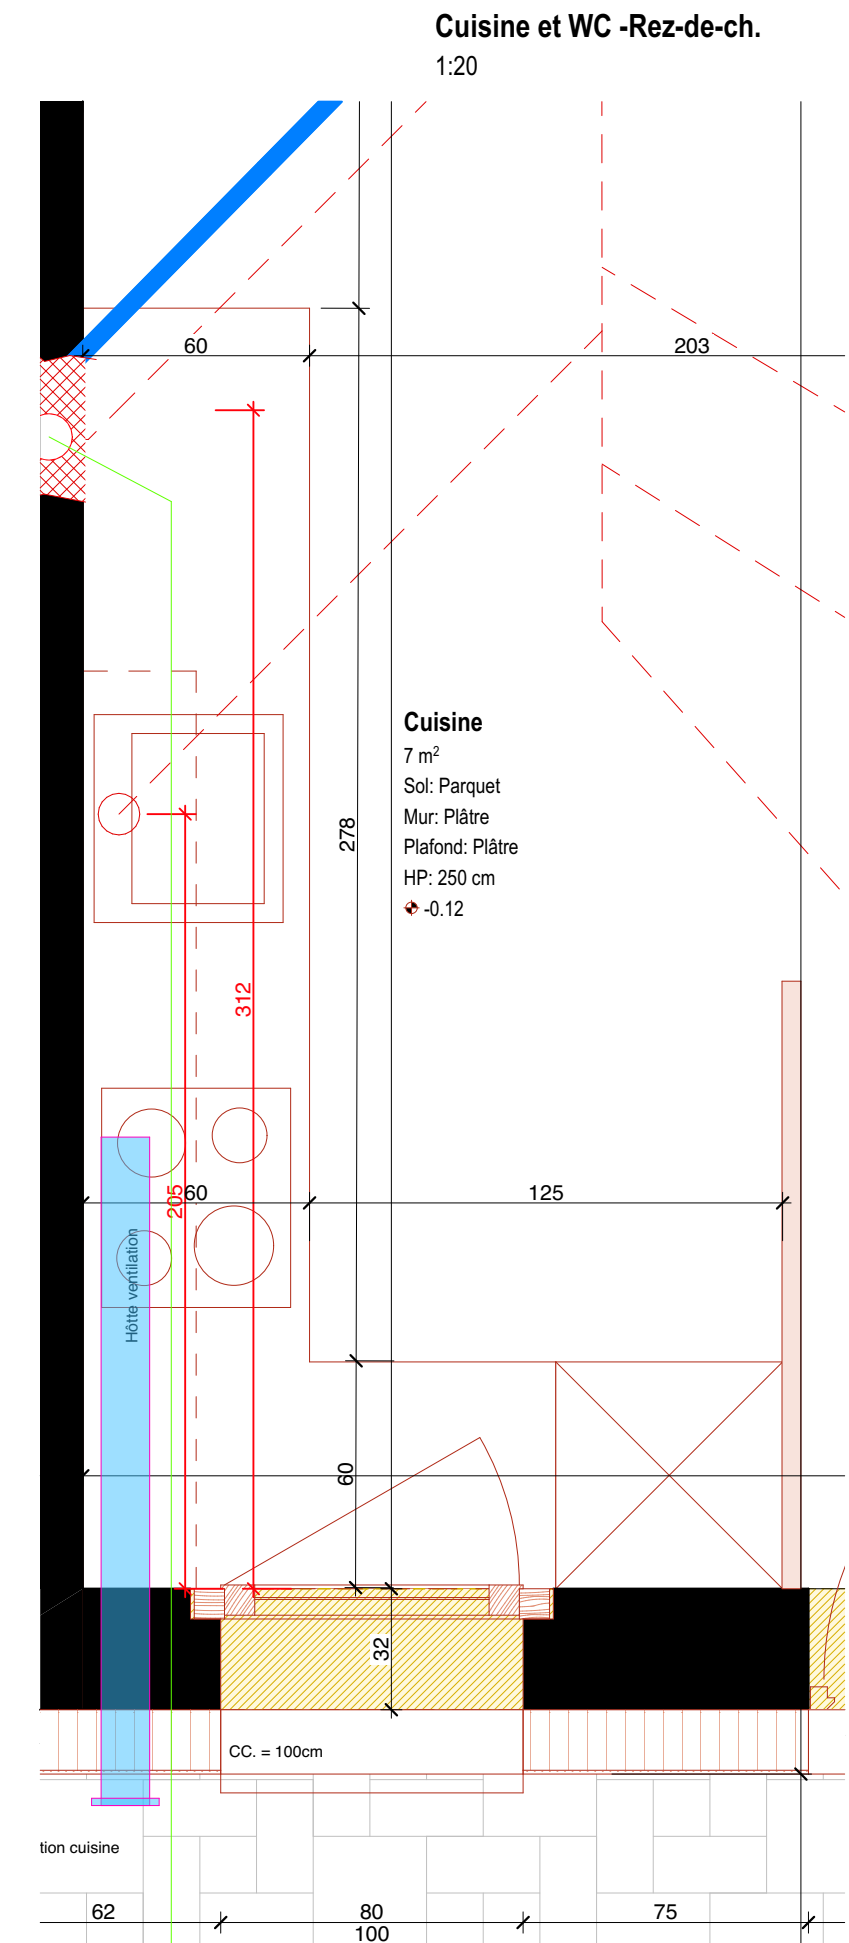 Cuisine et WC -Rez-de-ch.
1:20
60
203
Cuisine
7 m²
Sol: Parquet
Mur: Plâtre
Plafond: Plâtre
HP: 250 cm
-0.12
278
312
205
60
125
Hôtte ventilation
60
32
CC. = 100cm
tion cuisine
62
80
75
100